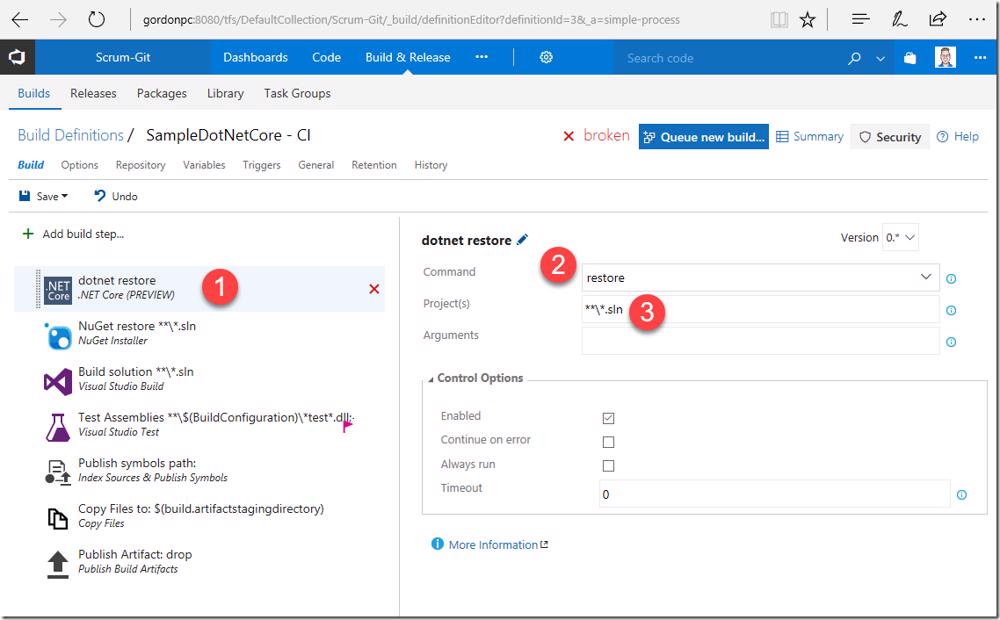 gordonpc:8080/tfs/DefaultCollection/Scrum-Git/_build/definitionEditor?definitionId=3&_a=simple-process
Scrum-Git Dashboards Code Build & Release Search code
Builds Releases Packages Library Task Groups
Build Definitions / SampleDotNetCore - CI broken Queue new build... Summary Security Help
Build Options Repository Variables Triggers General Retention History
Save Undo
Add build step...
.NET Core
dotnet restore
.NET Core (PREVIEW)
1
NuGet restore **\*.sln
NuGet Installer
Build solution **\*.sln
Visual Studio Build
Test Assemblies **\$(BuildConfiguration)\*test*.dll;-
Visual Studio Test
Publish symbols path:
Index Sources & Publish Symbols
Copy Files to: $(build.artifactstagingdirectory)
Copy Files
Publish Artifact: drop
Publish Build Artifacts
dotnet restore Version 0.*
Command 2 restore
Project(s) **\*.sln 3
Arguments
Control Options
Enabled
Continue on error
Always run
Timeout 0
More Information